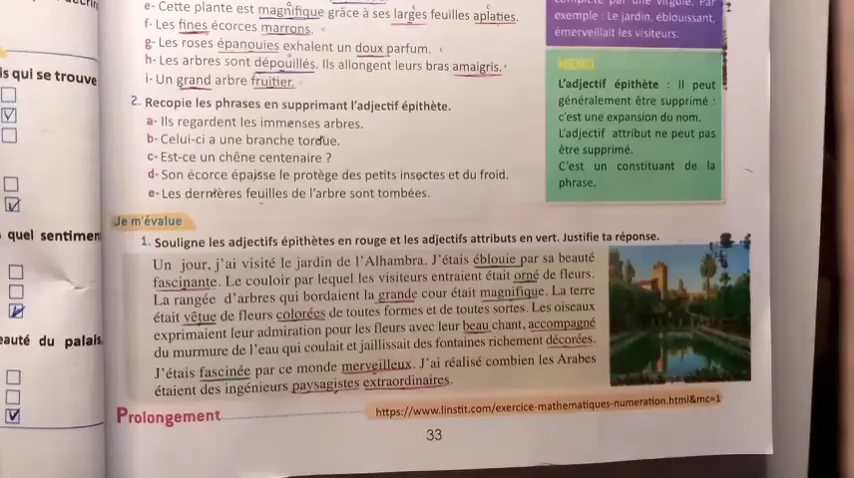 e- Cette plante est magnifique grâce à ses larges feuilles aplaties.
f- Les fines écorces marrons.
g- Les roses épanouies exhalent un doux parfum.
h- Les arbres sont dépouillés. Ils allongent leurs bras amaigris.
i- Un grand arbre fruitier.
2. Recopie les phrases en supprimant l'adjectif épithète.
a- Ils regardent les immenses arbres.
b- Celui-ci a une branche tordue.
c- Est-ce un chêne centenaire ?
d- Son écorce épaisse le protège des petits insectes et du froid.
e- Les dernières feuilles de l'arbre sont tombées.
par une virgule. Par
exemple : Le jardin, éblouissant,
émerveillait les visiteurs.
MEMO
L'adjectif épithète : Il peut
généralement être supprimé :
c'est une expansion du nom.
L'adjectif attribut ne peut pas
être supprimé.
C'est un constituant de la
phrase.
is qui se trouve
quel sentimen
eauté du palais
Je m'évalue
1. Souligne les adjectifs épithètes en rouge et les adjectifs attributs en vert. Justifie ta réponse.
Un jour, j'ai visité le jardin de l'Alhambra. J'étais éblouie par sa beauté
fascinante. Le couloir par lequel les visiteurs entraient était orné de fleurs.
La rangée d'arbres qui bordaient la grande cour était magnifique. La terre
était vêtue de fleurs colorées de toutes formes et de toutes sortes. Les oiseaux
exprimaient leur admiration pour les fleurs avec leur beau chant, accompagné
du murmure de l'eau qui coulait et jaillissait des fontaines richement décorées.
J'étais fascinée par ce monde merveilleux. J'ai réalisé combien les Arabes
étaient des ingénieurs paysagistes extraordinaires.
Prolongement
https://www.linstit.com/exercice-mathematiques-numeration.html&mc=1
33